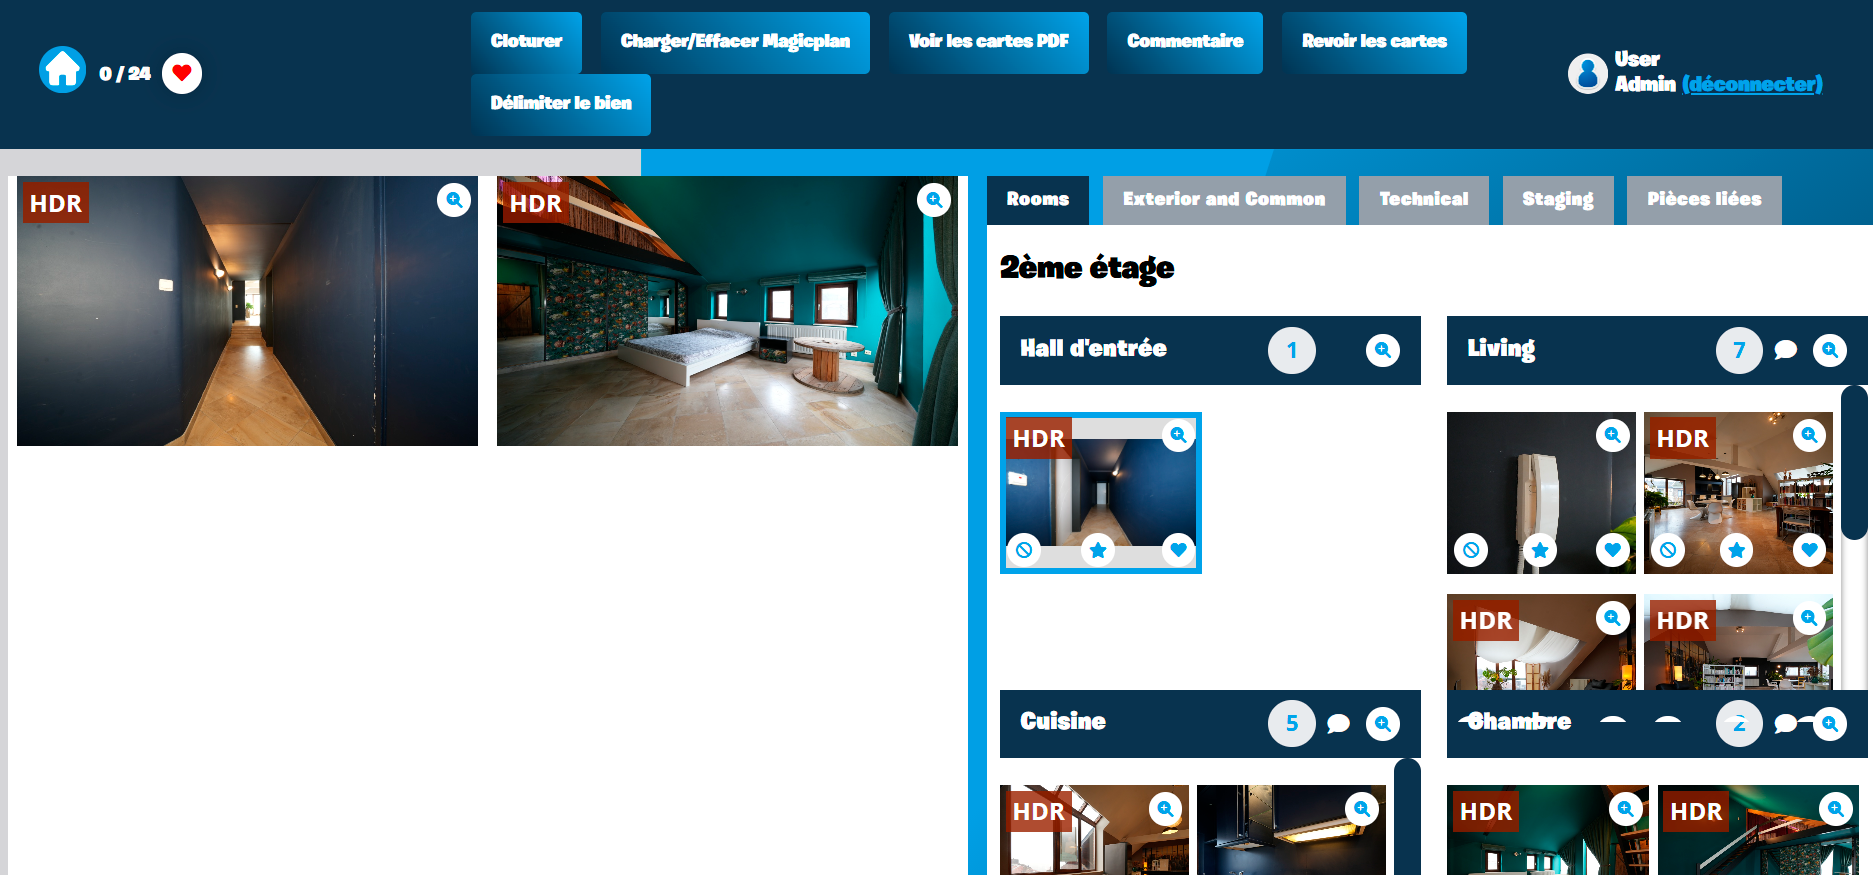 Cloturer
Charger/Effacer Magicplan
Voir les cartes PDF
Commentaire
Revoir les cartes
Délimiter le bien
0 / 24
User
Admin (déconnecter)
HDR
HDR
Rooms
Exterior and Common
Technical
Staging
Pièces liées
2ème étage
Hall d'entrée
1
Living
7
HDR
HDR
HDR
HDR
Cuisine
5
Chambre
2
HDR
HDR
HDR